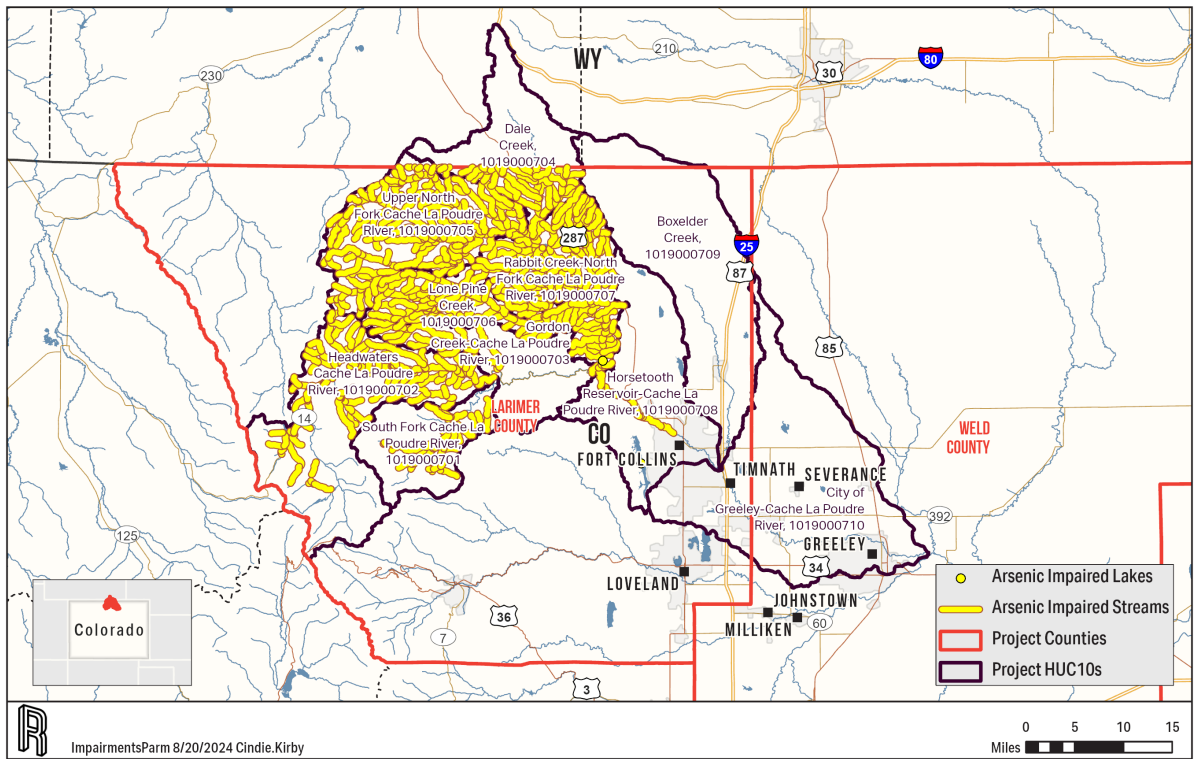 WY
210
80
30
230
Dale
Creek,
1019000704
Upper North
Fork Cache La Poudre
River, 1019000705
287
Boxelder
Creek,
1019000709
25
87
Rabbit Creek-North
Fork Cache La Poudre
River, 1019000707
Lone Pine
Creek,
1019000706
Gordon
Creek-Cache La Poudre
River, 1019000703
85
Headwaters
Cache La Poudre
River, 1019000702
Horsetooth
Reservoir-Cache La
Poudre River, 1019000708
14
LARIMER
COUNTY
South Fork Cache La
Poudre River,
1019000701
CO
WELD
COUNTY
FORT COLLINS
TIMNATH
SEVERANCE
City of
Greeley-Cache La Poudre
River, 1019000710
392
125
GREELEY
34
LOVELAND
JOHNSTOWN
MILLIKEN
60
36
7
3
Colorado
Arsenic Impaired Lakes
Arsenic Impaired Streams
Project Counties
Project HUC10s
R
ImpairmentsParm 8/20/2024 Cindie.Kirby
0 5 10 15
Miles